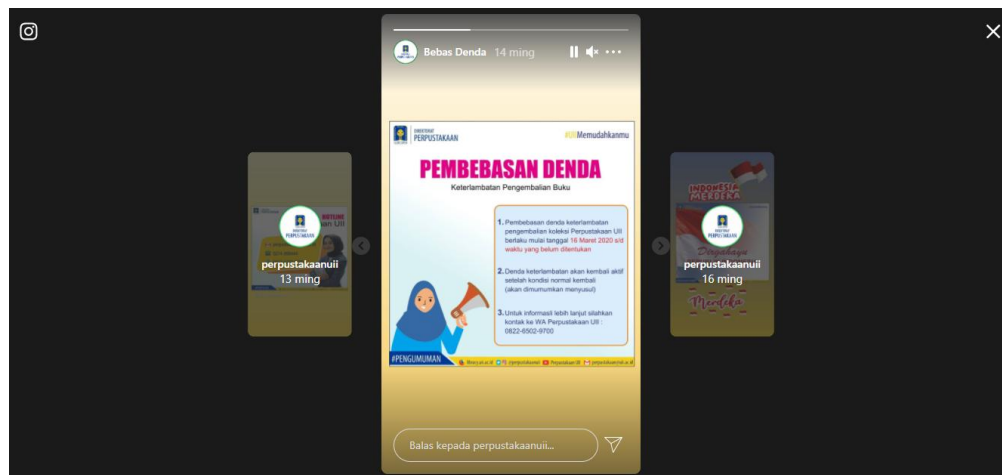 Bebas Denda 14 ming
DIREKTORAT
PERPUSTAKAAN
#UIIMemudahkanmu
PEMBEBASAN DENDA
Keterlambatan Pengembalian Buku
1. Pembebasan denda keterlambatan
pengembalian koleksi Perpustakaan UII
berlaku mulai tanggal 16 Maret 2020 s/d
waktu yang belum ditentukan
2. Denda keterlambatan akan kembali aktif
setelah kondisi normal kembali
(akan diumumkan menyusul)
3. Untuk informasi lebih lanjut silahkan
kontak ke WA Perpustakaan UII :
0822-6502-9700
#PENGUMUMAN
Balas kepada perpustakaanuii...
HOTLINE
perpustakaanuii
13 ming
INDONESIA
MERDEKA
perpustakaanuii
16 ming
Dirgahayu
Merdeka